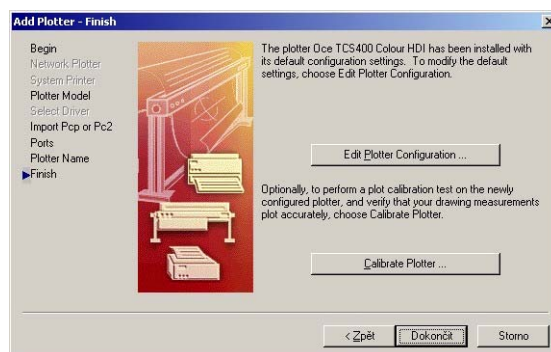 Add Plotter - Finish
Begin
Network Plotter
System Printer
Plotter Model
Select Driver
Import Pcp or Pc2
Ports
Plotter Name
Finish
The plotter Oce TCS400 Colour HDI has been installed with
its default configuration settings. To modify the default
settings, choose Edit Plotter Configuration.
Edit Plotter Configuration ...
Optionally, to perform a plot calibration test on the newly
configured plotter, and verify that your drawing measurements
plot accurately, choose Calibrate Plotter.
Calibrate Plotter ...
< Zpět
Dokončit
Storno